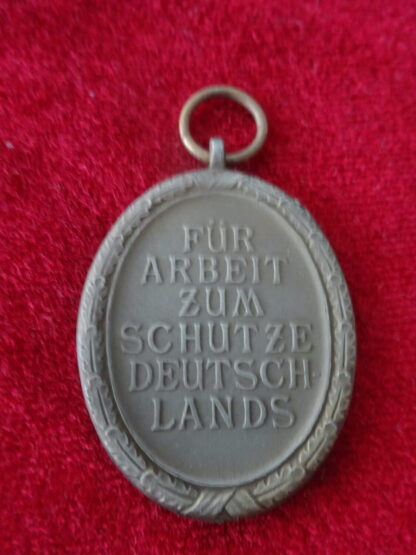 FÜR
ARBEIT
ZUM
SCHUTZE
DEUTSCH-
LANDS